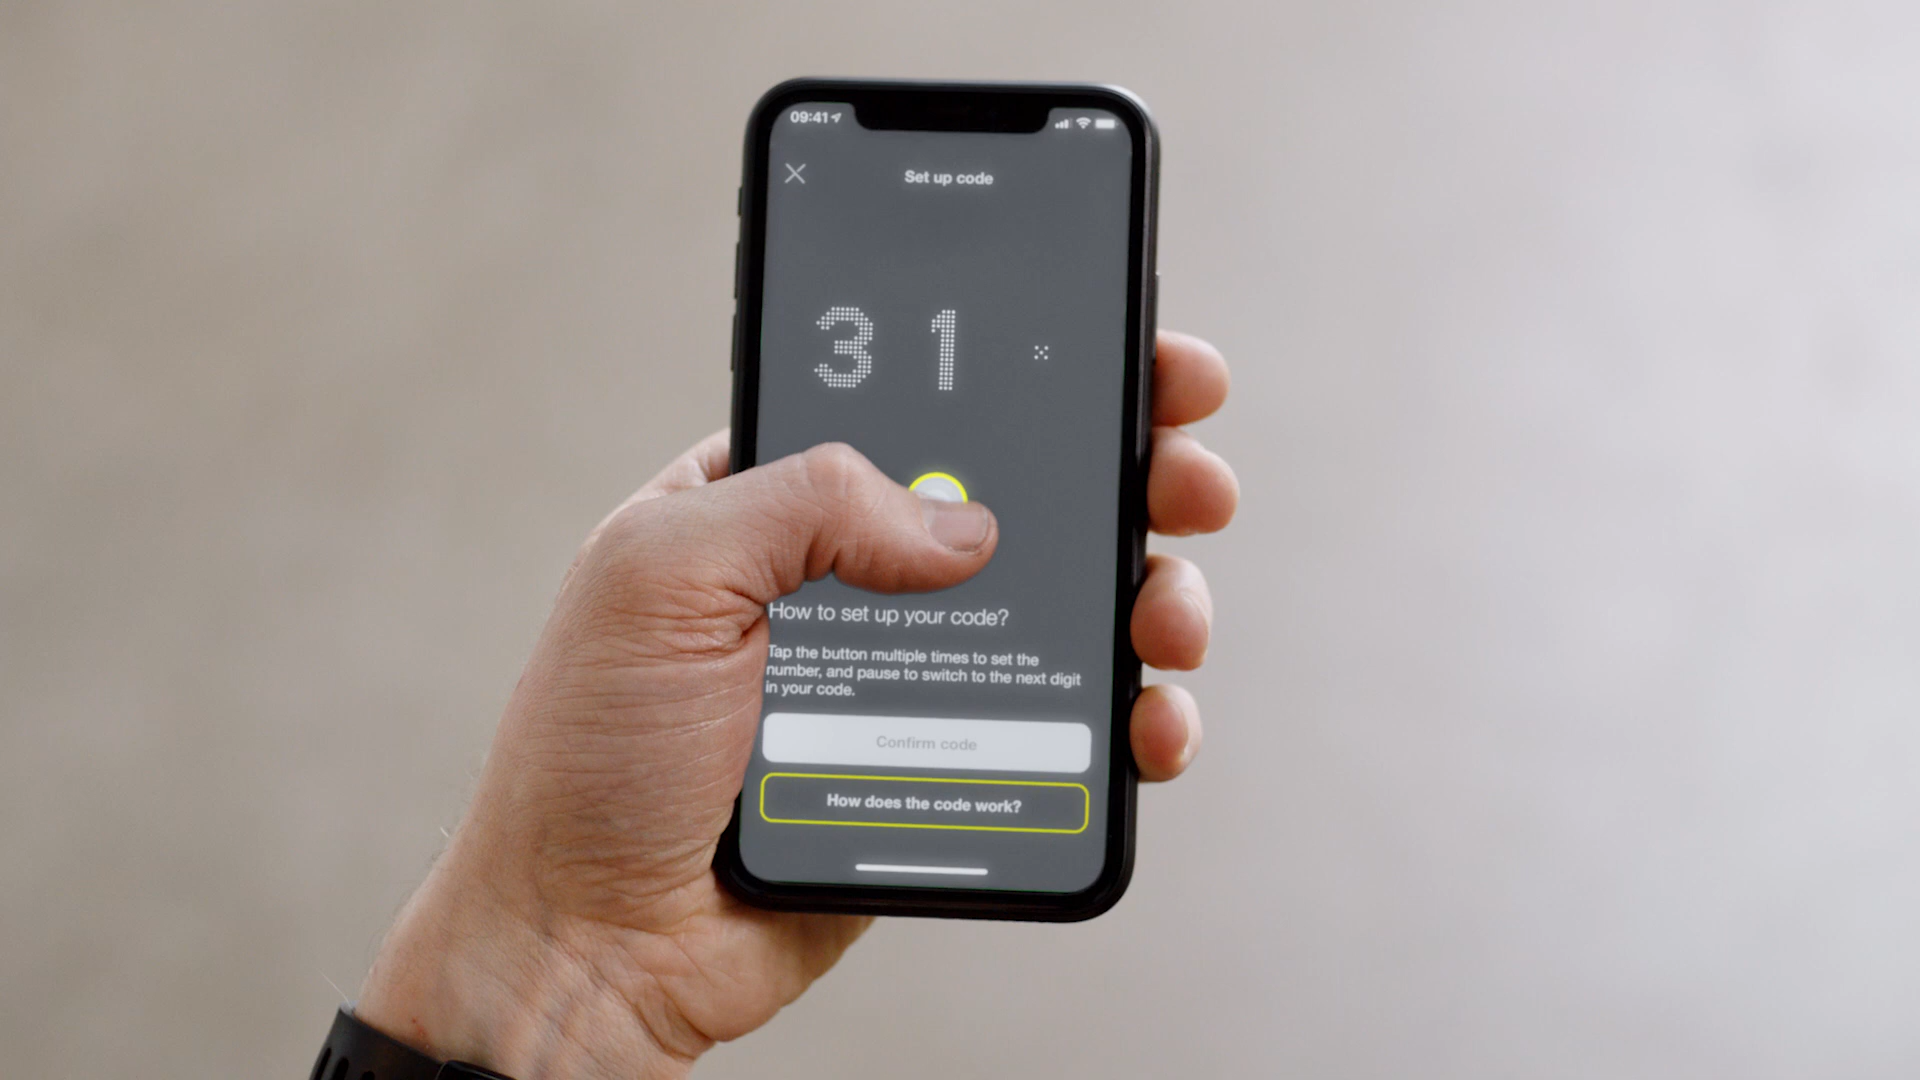 09:41
Set up code
3 1
How to set up your code?
Tap the button multiple times to set the
number, and pause to switch to the next digit
in your code.
Confirm code
How does the code work?